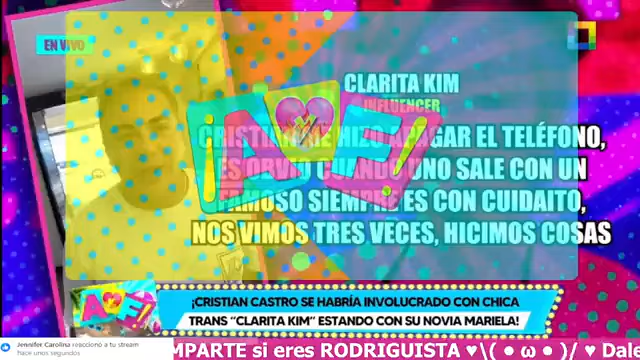 EN VIVO
CLARITA KIM
INFLUENCER
CRISTIAN ME HIZO APAGAR EL TELÉFONO,
ES OBVIO CUANDO UNO SALE CON UN
FAMOSO SIEMPRE ES CON CUIDAITO,
NOS VIMOS TRES VECES, HICIMOS COSAS
¡A E!
¡CRISTIAN CASTRO SE HABRÍA INVOLUCRADO CON CHICA
TRANS “CLARITA KIM” ESTANDO CON SU NOVIA MARIELA!
Jennifer Carolina reaccionó a tu stream
hace unos segundos
MPARTE si eres RODRIGUISTA ♥\( ( ω ) )/ ♥ Dale